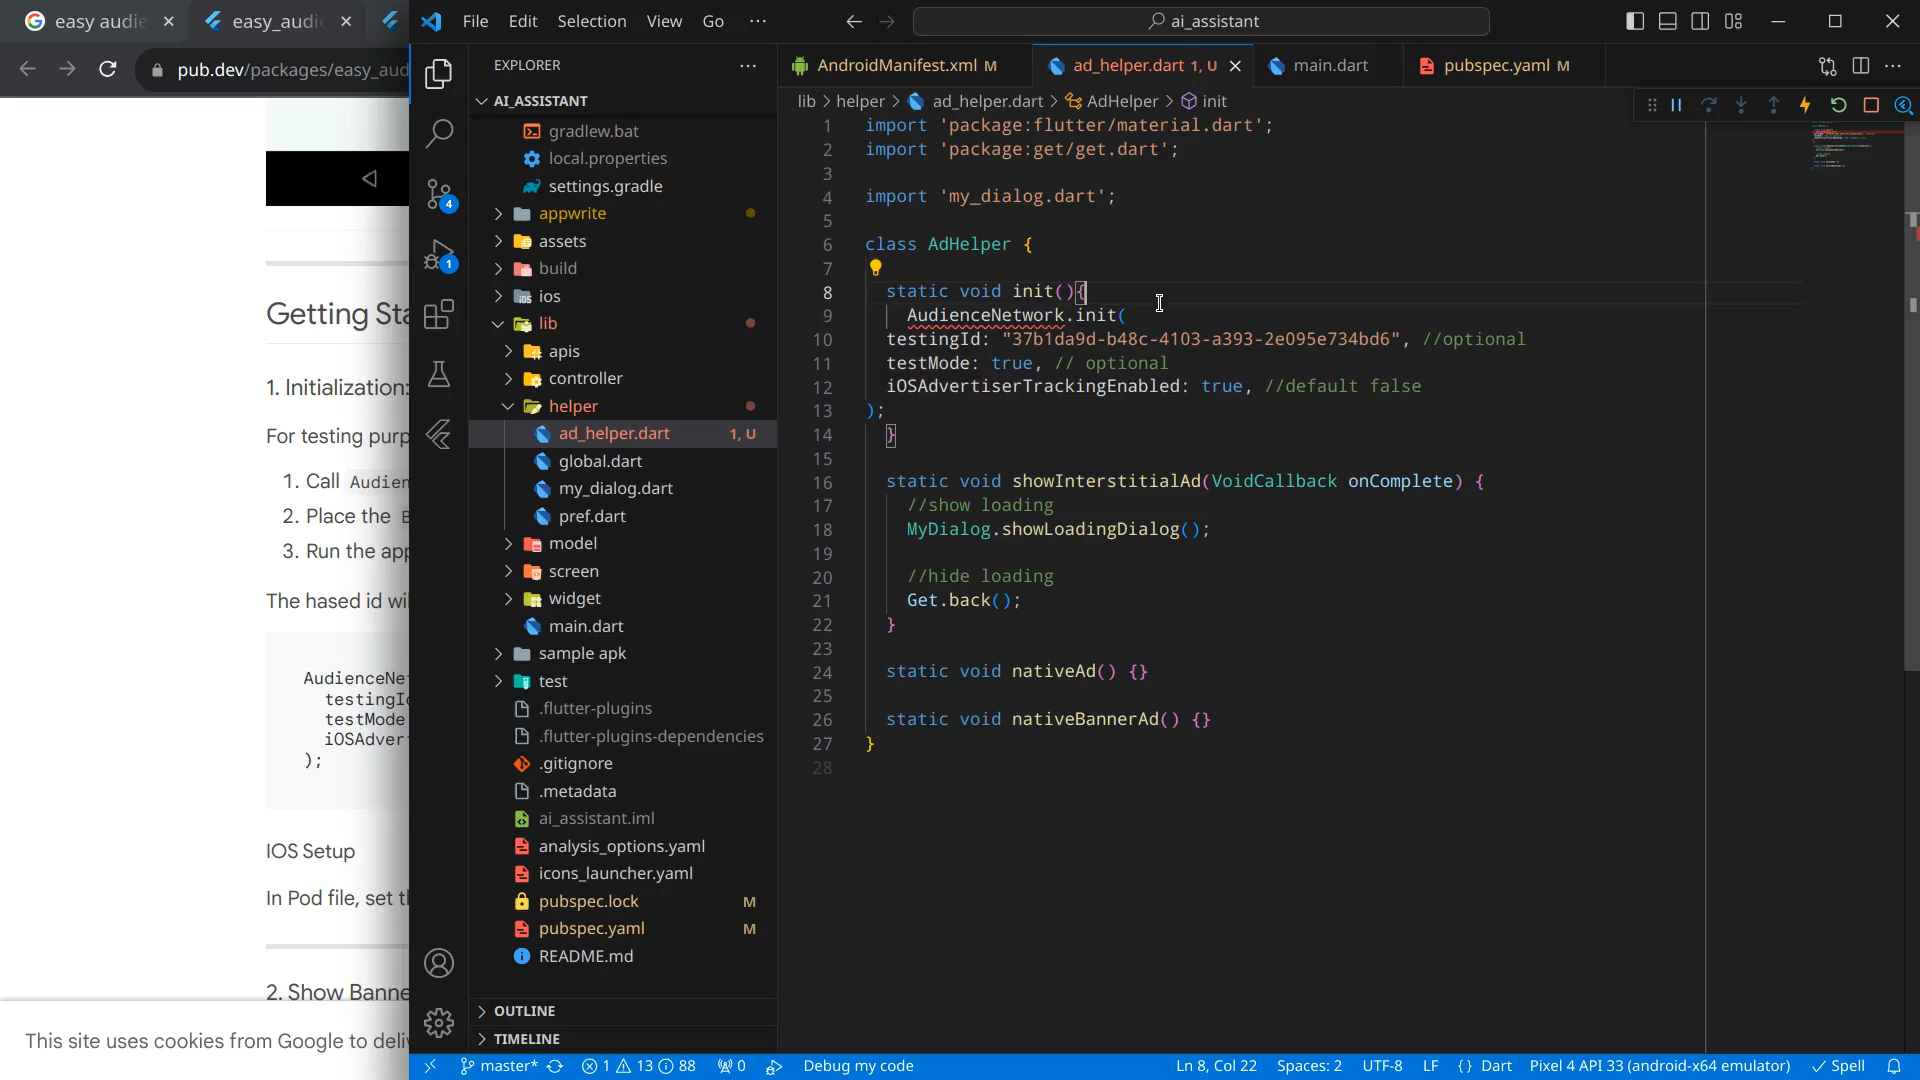 easy audie
easy_audie
File Edit Selection View Go ...
ai_assistant
pub.dev/packages/easy_aud
EXPLORER
AndroidManifest.xml M
ad_helper.dart 1, U
main.dart
pubspec.yaml M
AI_ASSISTANT
lib > helper > ad_helper.dart > AdHelper > init
gradlew.bat
local.properties
settings.gradle
appwrite
assets
build
ios
lib
apis
controller
helper
ad_helper.dart 1, U
global.dart
my_dialog.dart
pref.dart
model
screen
widget
main.dart
sample apk
test
.flutter-plugins
.flutter-plugins-dependencies
.gitignore
.metadata
ai_assistant.iml
analysis_options.yaml
icons_launcher.yaml
pubspec.lock M
pubspec.yaml M
README.md
OUTLINE
TIMELINE
4
1
1 import 'package:flutter/material.dart';
2 import 'package:get/get.dart';
3
4 import 'my_dialog.dart';
5
6 class AdHelper {
7
8 static void init(){
9 AudienceNetwork.init(
10 testingId: "37b1da9d-b48c-4103-a393-2e095e734bd6", //optional
11 testMode: true, // optional
12 iOSAdvertiserTrackingEnabled: true, //default false
13 );
14 }
15
16 static void showInterstitialAd(VoidCallback onComplete) {
17 //show loading
18 MyDialog.showLoadingDialog();
19
20 //hide loading
21 Get.back();
22 }
23
24 static void nativeAd() {}
25
26 static void nativeBannerAd() {}
27 }
28
Getting Sta
1. Initialization:
For testing purp
1. Call Audien
2. Place the
3. Run the app
The hased id wil
AudienceNe
testingI
testMode
iOSAdver
);
IOS Setup
In Pod file, set t
2. Show Banne
This site uses cookies from Google to deli
master* 1 13 88 0 Debug my code Ln 8, Col 22 Spaces: 2 UTF-8 LF { } Dart Pixel 4 API 33 (android-x64 emulator) Spell